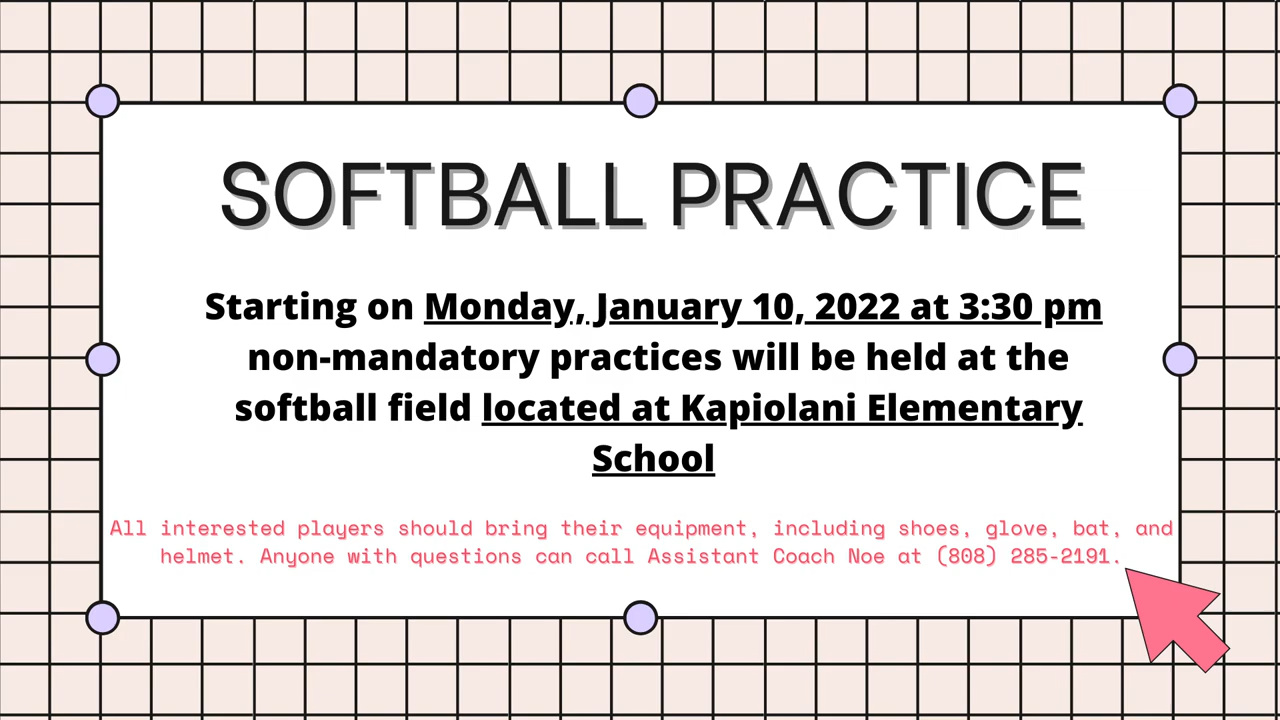 SOFTBALL PRACTICE
Starting on Monday, January 10, 2022 at 3:30 pm
non-mandatory practices will be held at the
softball field located at Kapiolani Elementary
School
All interested players should bring their equipment, including shoes, glove, bat, and
helmet. Anyone with questions can call Assistant Coach Noe at (808) 285-2191.